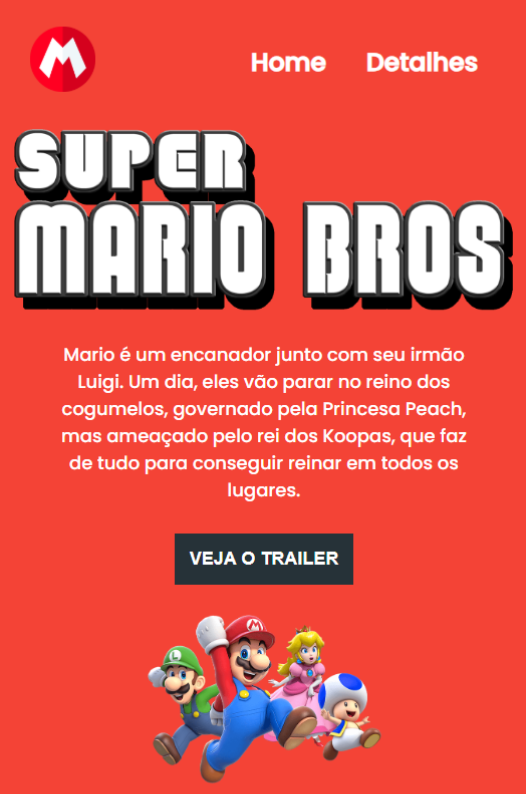 M
Home Detalhes
SUPER
MARIO BROS
Mario é um encanador junto com seu irmão
Luigi. Um dia, eles vão parar no reino dos
cogumelos, governado pela Princesa Peach,
mas ameaçado pelo rei dos Koopas, que faz
de tudo para conseguir reinar em todos os
lugares.
VEJA O TRAILER
M
L